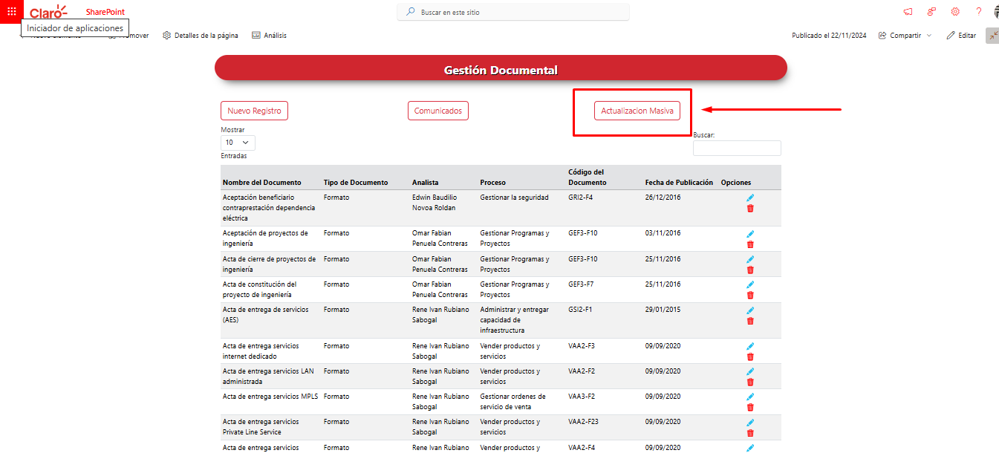 Claro
SharePoint
Buscar en este sitio
Iniciador de aplicaciones
Detalles de la página
Análisis
Publicado el 22/11/2024
Compartir
Editar
Gestión Documental
Nuevo Registro
Comunicados
Actualizacion Masiva
Mostrar
10
Entradas
Buscar:
Código del
Nombre del Documento Tipo de Documento Analista Proceso Documento Fecha de Publicación Opciones
Aceptación beneficiario Formato Edwin Baudilio Gestionar la seguridad GRI2-F4 26/12/2016
contraprestación dependencia Novoa Roldan
eléctrica
Aceptación de proyectos de Formato Omar Fabian Gestionar Programas y GEF3-F10 03/11/2016
ingeniería Penuela Contreras Proyectos
Acta de cierre de proyectos de Formato Omar Fabian Gestionar Programas y GEF3-F10 25/11/2016
ingeniería Penuela Contreras Proyectos
Acta de constitución del Formato Omar Fabian Gestionar Programas y GEF3-F7 25/11/2016
proyecto de ingeniería Penuela Contreras Proyectos
Acta de entrega de servicios Formato Rene Ivan Rubiano Administrar y entregar GSI2-F1 29/01/2015
(AES) Sabogal capacidad de
infraestructura
Acta de entrega servicios Formato Rene Ivan Rubiano Vender productos y VAA2-F3 09/09/2020
internet dedicado Sabogal servicios
Acta de entrega servicios LAN Formato Rene Ivan Rubiano Vender productos y VAA2-F2 09/09/2020
administrada Sabogal servicios
Acta de entrega servicios MPLS Formato Rene Ivan Rubiano Gestionar ordenes de VAA3-F2 09/09/2020
Sabogal servicio de venta
Acta de entrega servicios Formato Rene Ivan Rubiano Vender productos y VAA2-F23 09/09/2020
Private Line Service Sabogal servicios
Acta de entrega servicios Formato Rene Ivan Rubiano Vender productos y VAA2-F4 09/09/2020